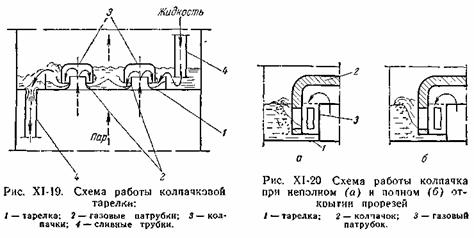 Жидкость
3
4
Пар
1
2
4
2
3
1
а
б
Рис. XI-19. Схема работы колпачковой
тарелки:
1 — тарелка; 2 — газовые патрубки; 3 — кол-
пачки; 4 — сливные трубки.
Рис. XI-20 Схема работы колпачка
при неполном (а) и полном (б) от-
крытии прорезей
1 — тарелка; 2 — колпачок; 3 — газовый
патрубок.